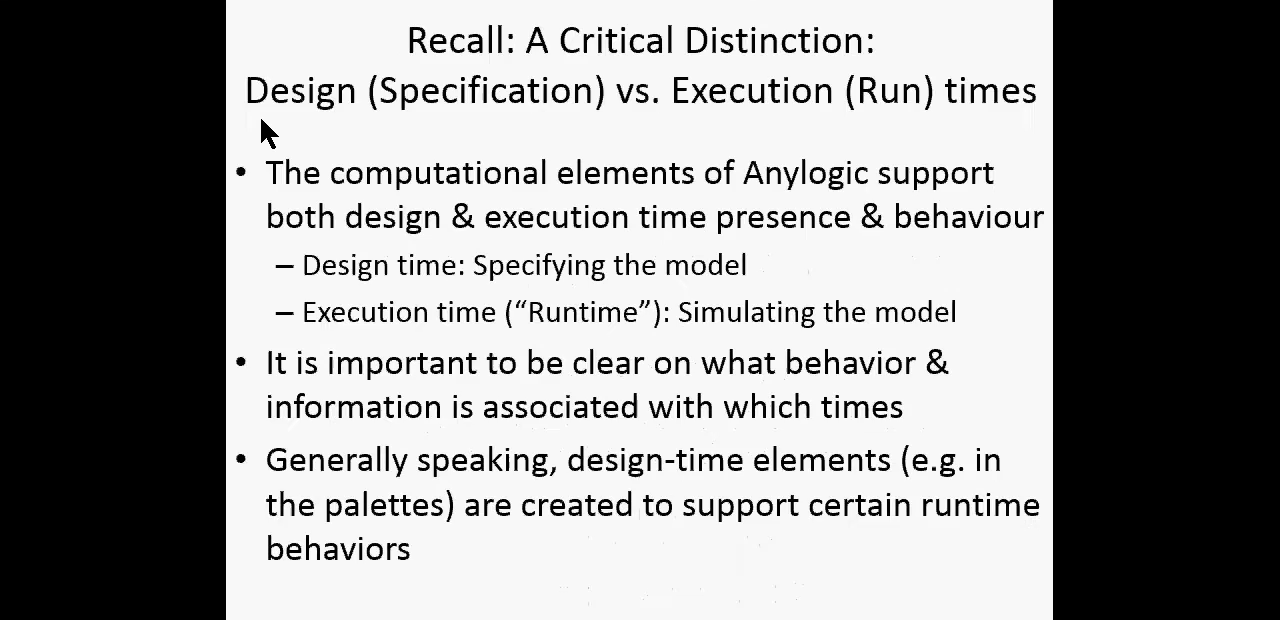 Recall: A Critical Distinction:
Design (Specification) vs. Execution (Run) times
• The computational elements of Anylogic support
both design & execution time presence & behaviour
– Design time: Specifying the model
– Execution time (“Runtime”): Simulating the model
• It is important to be clear on what behavior &
information is associated with which times
• Generally speaking, design-time elements (e.g. in
the palettes) are created to support certain runtime
behaviors